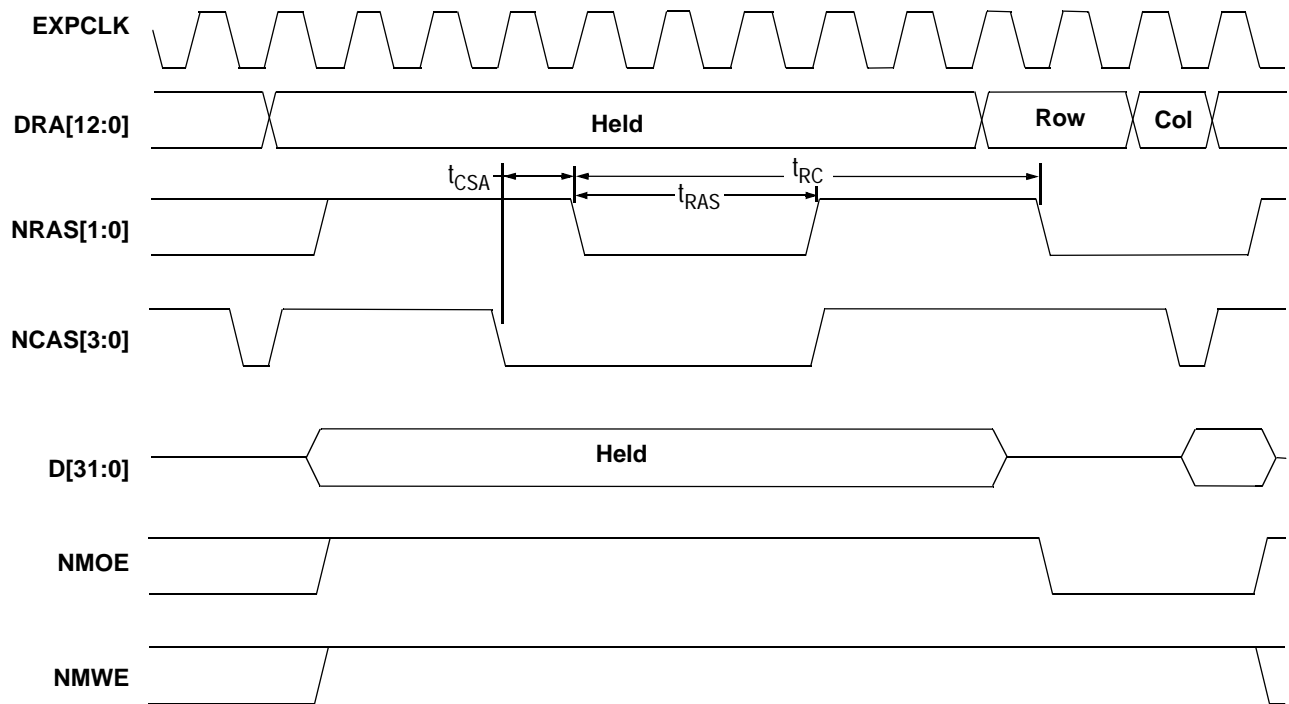 EXPCLK
DRA[12:0]
Held
Row
Col
tCSA
tRC
tRAS
NRAS[1:0]
NCAS[3:0]
D[31:0]
Held
NMOE
NMWE